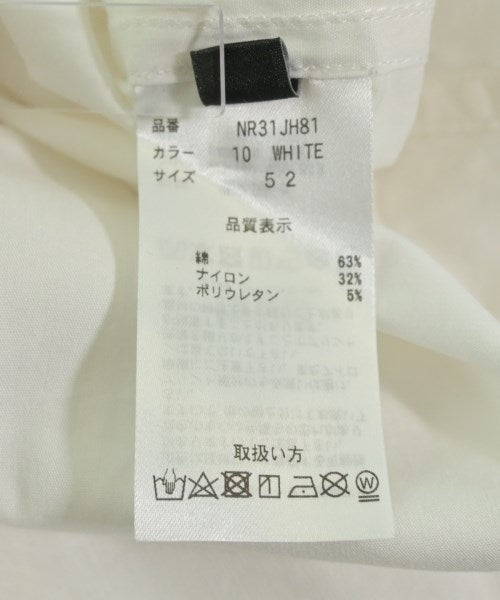 品番 NR31JH81
カラー 10 WHITE
サイズ 52
品質表示
綿 63%
ナイロン 32%
ポリウレタン 5%
取扱い方